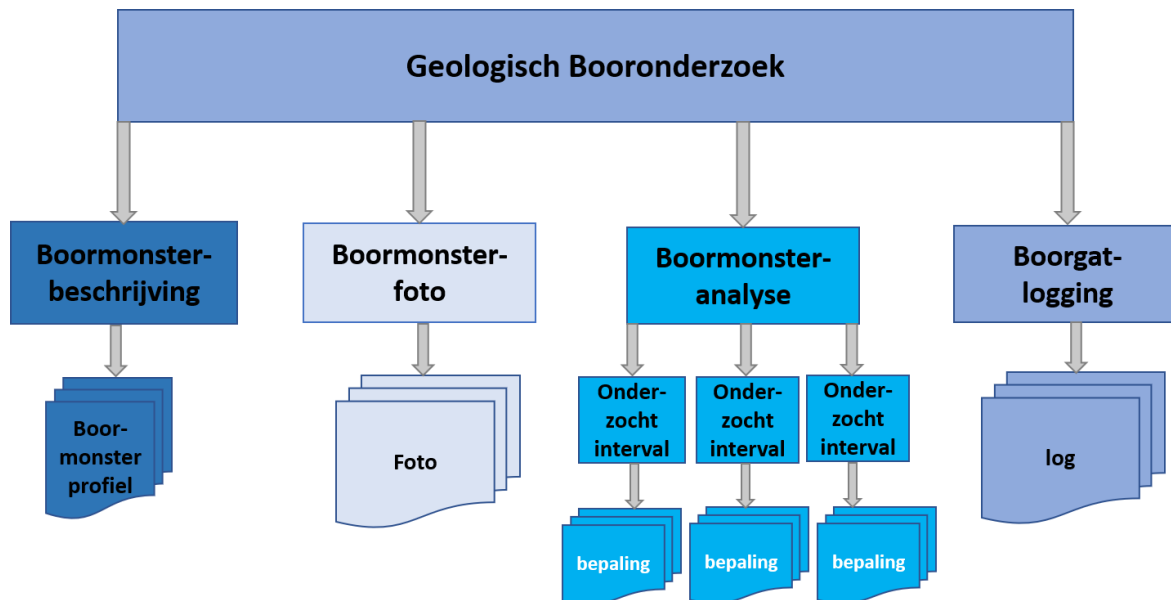 Geologisch Booronderzoek
Boormonster-
beschrijving
Boormonster-
foto
Boormonster-
analyse
Boorgat-
logging
Boor-
monster
profiel
Foto
Onder-
zocht
interval
Onder-
zocht
interval
Onder-
zocht
interval
log
bepaling
bepaling
bepaling